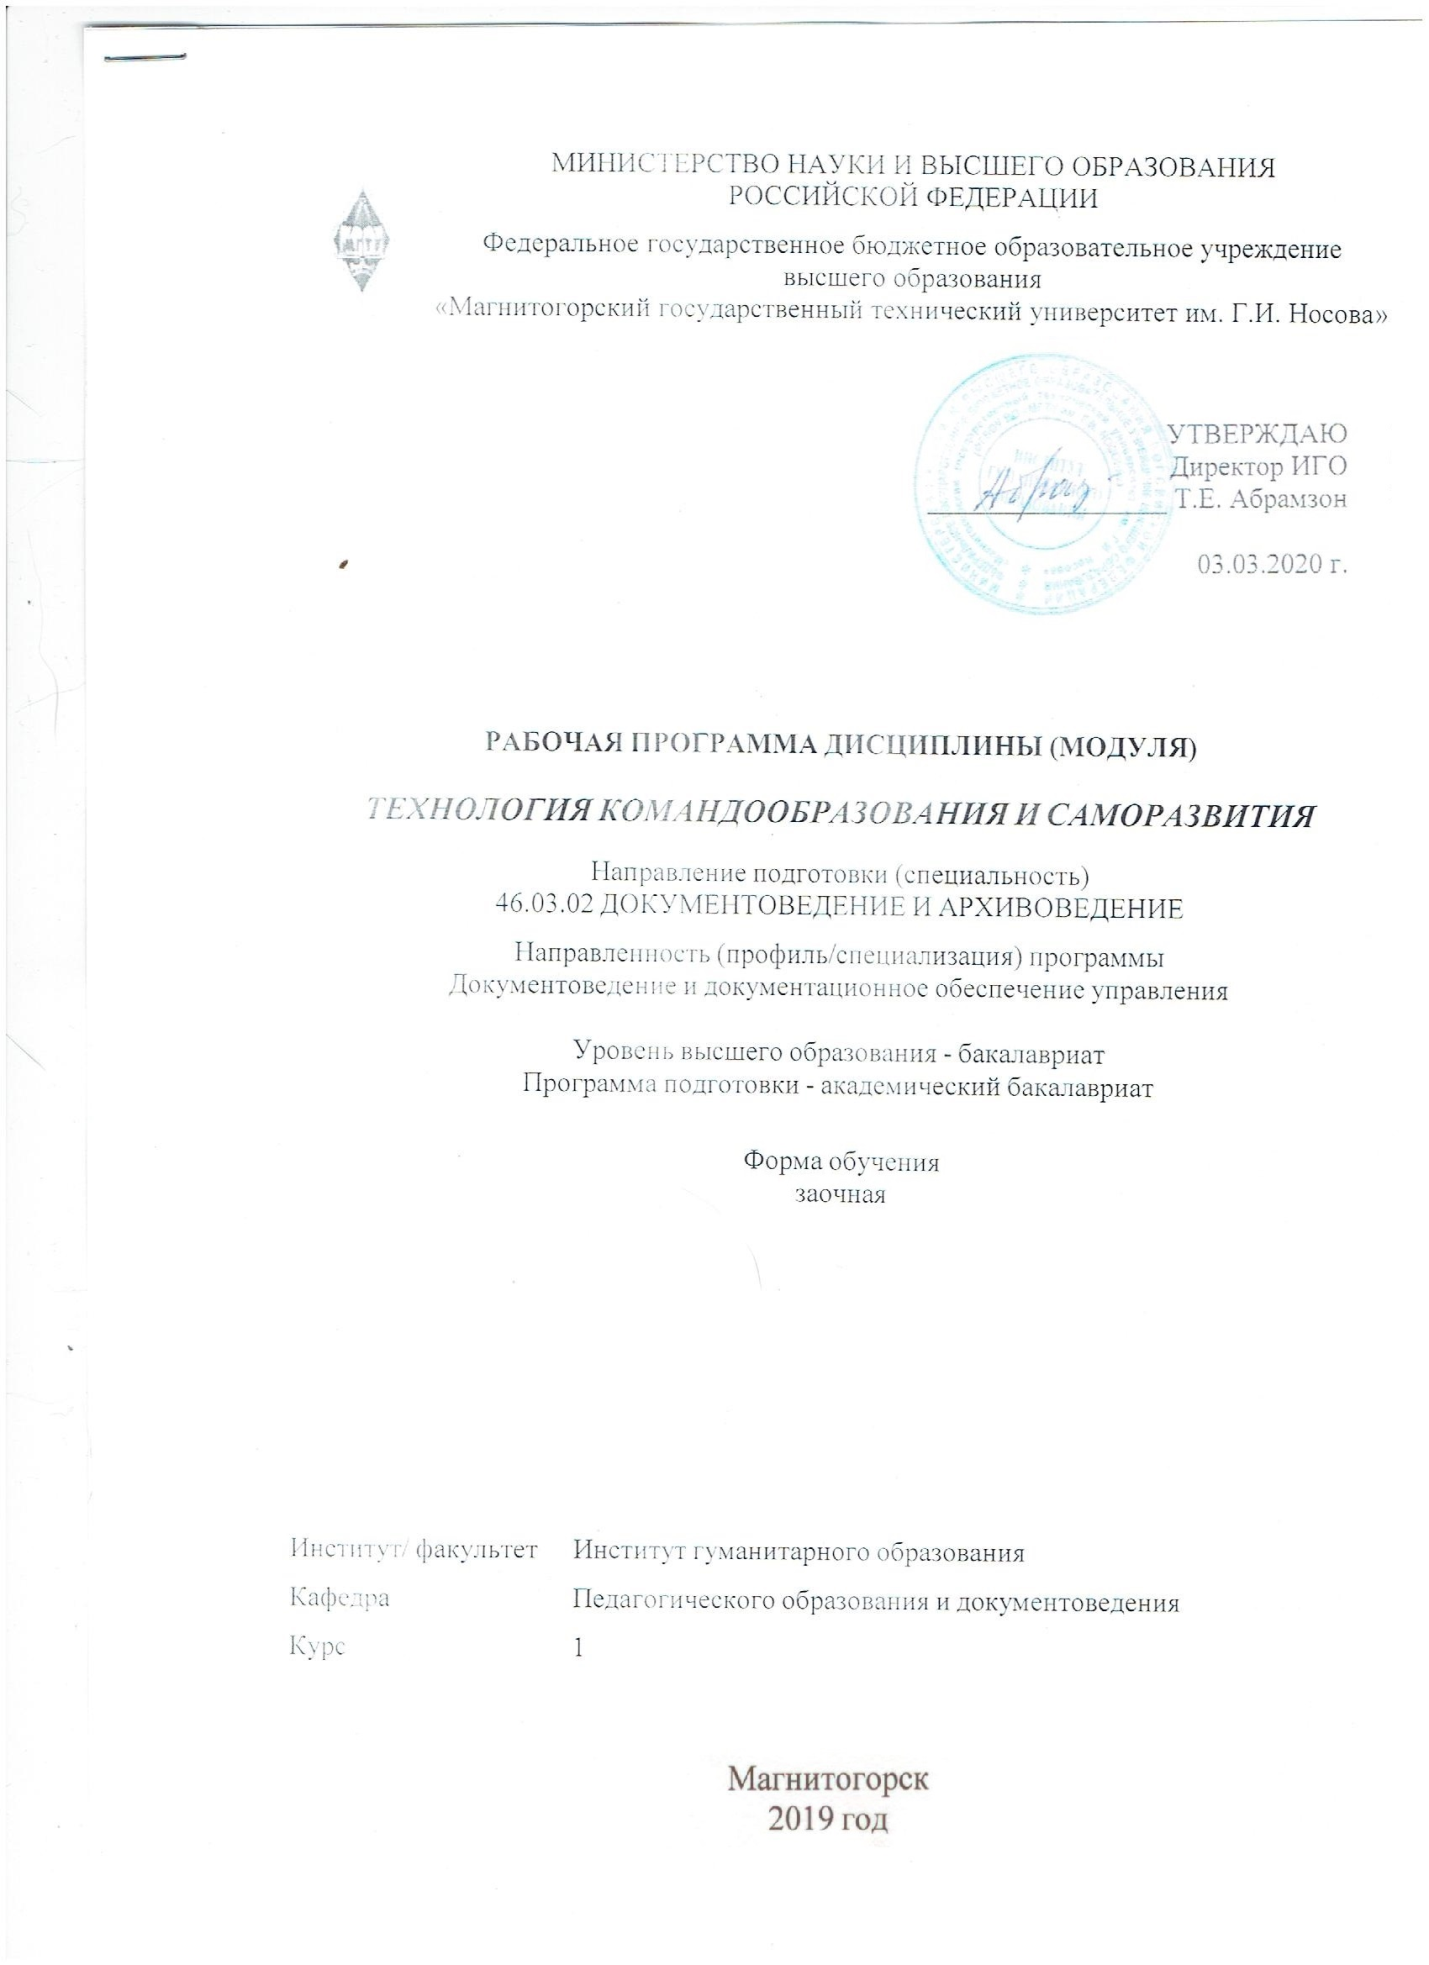 МИНИСТЕРСТВО НАУКИ И ВЫСШЕГО ОБРАЗОВАНИЯ
РОССИЙСКОЙ ФЕДЕРАЦИИ
МГТУ
Федеральное государственное бюджетное образовательное учреждение
высшего образования
«Магнитогорский государственный технический университет им. Г.И. Носова»
УТВЕРЖДАЮ
Директор ИГО
Т.Е. Абрамзон
03.03.2020 г.
РАБОЧАЯ ПРОГРАММА ДИСЦИПЛИНЫ (МОДУЛЯ)
ТЕХНОЛОГИЯ КОМАНДООБРАЗОВАНИЯ И САМОРАЗВИТИЯ
Направление подготовки (специальность)
46.03.02 ДОКУМЕНТОВЕДЕНИЕ И АРХИВОВЕДЕНИЕ
Направленность (профиль/специализация) программы
Документоведение и документационное обеспечение управления
Уровень высшего образования - бакалавриат
Программа подготовки - академический бакалавриат
Форма обучения
заочная
Институт/ факультет Институт гуманитарного образования
Кафедра Педагогического образования и документоведения
Курс 1
Магнитогорск
2019 год